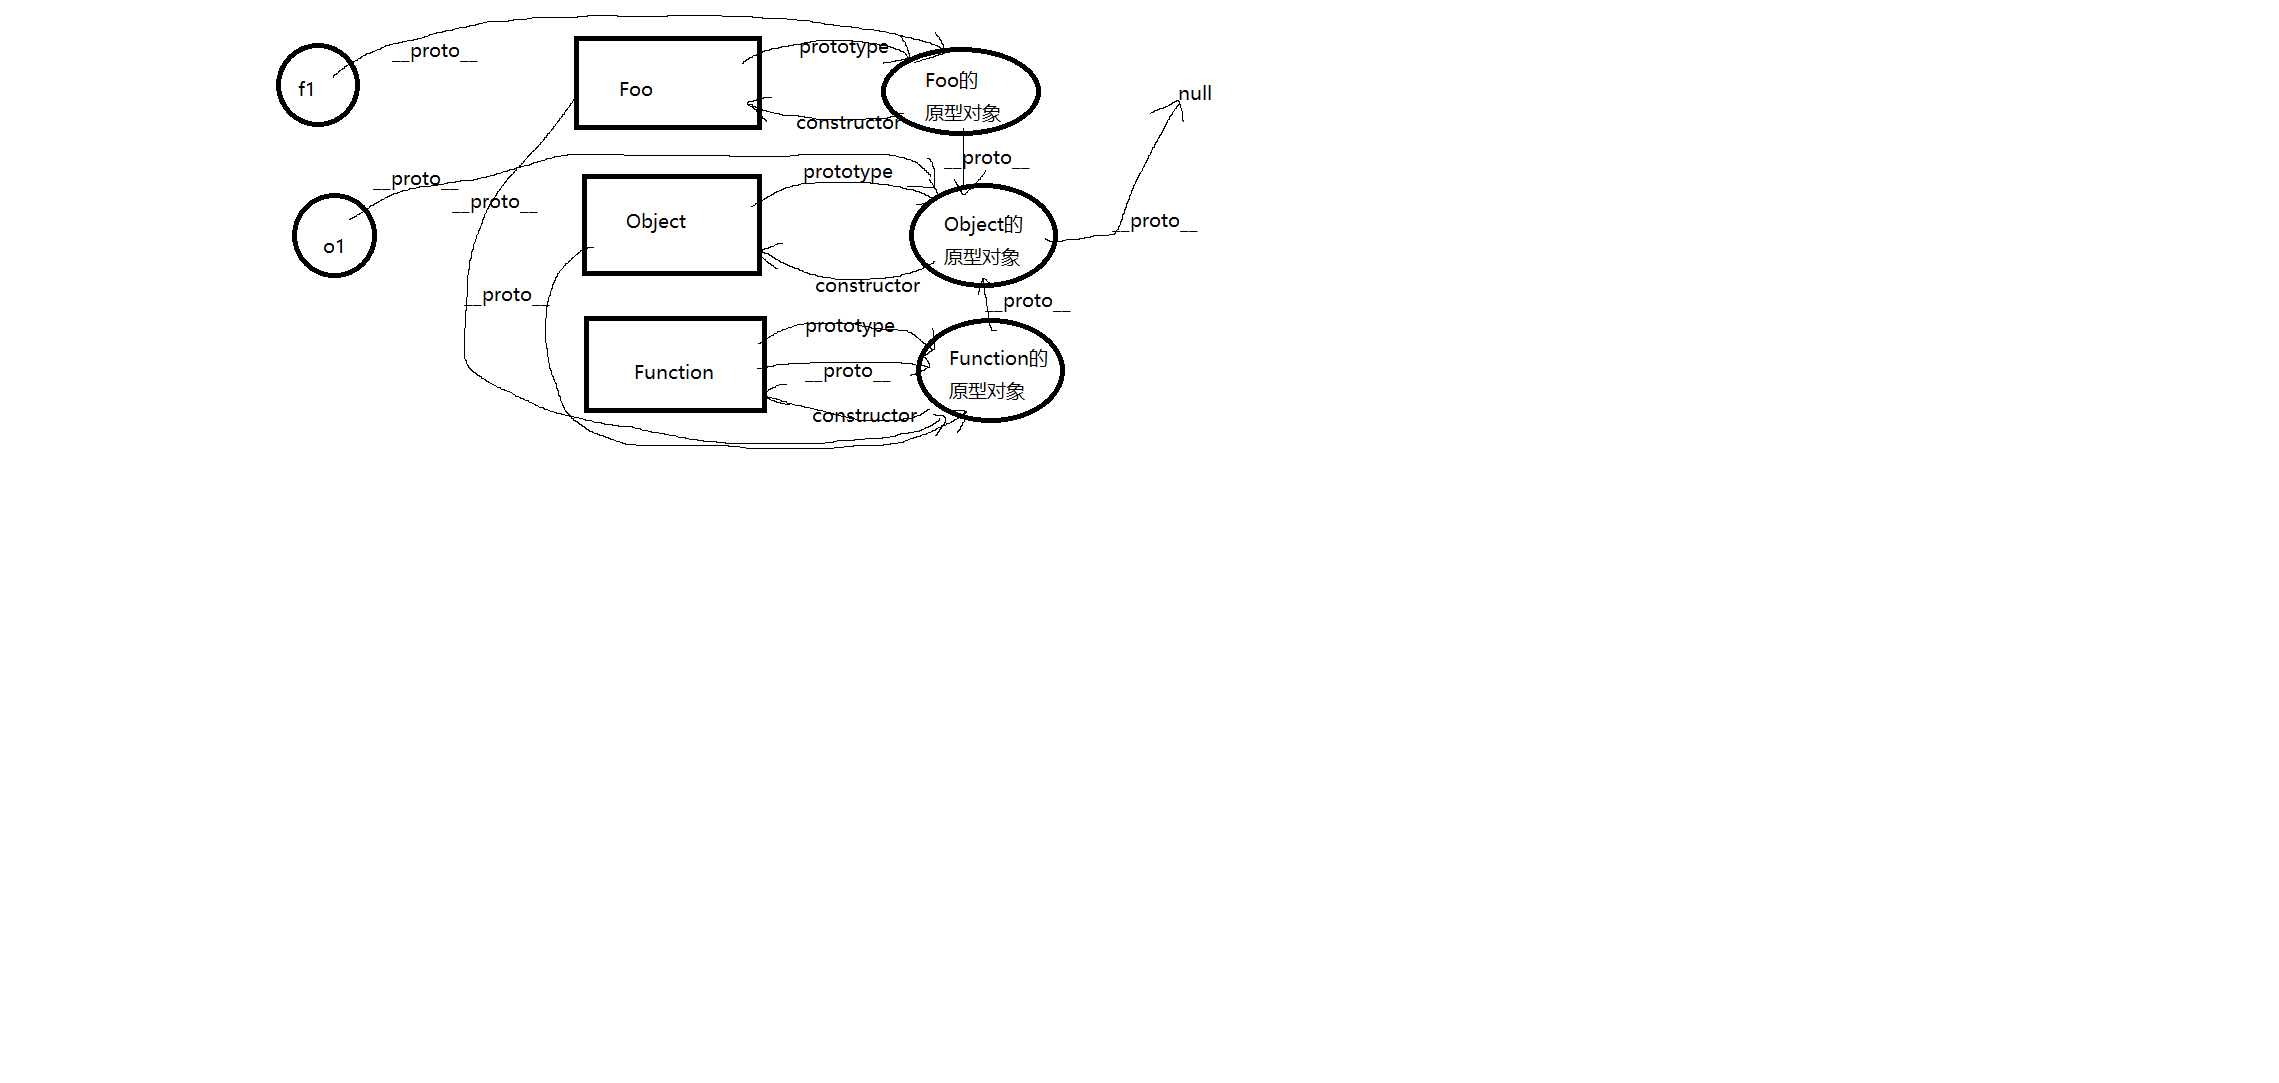 __proto__
prototype
f1
Foo
Foo的
原型对象
null
constructor
__proto__
prototype
__proto__
__proto__
Object
Object的
原型对象
__proto__
o1
constructor
__proto__
__proto__
prototype
Function
Function的
原型对象
__proto__
constructor